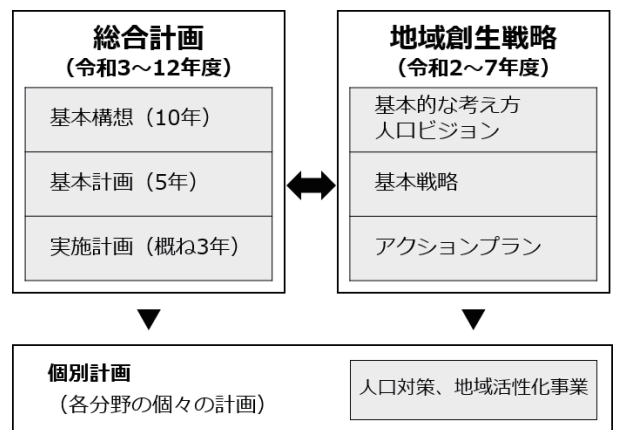 総合計画
（令和3～12年度）
基本構想（10年）
基本計画（5年）
実施計画（概ね3年）
地域創生戦略
（令和2～7年度）
基本的な考え方
人口ビジョン
基本戦略
アクションプラン
個別計画
（各分野の個々の計画）
人口対策、地域活性化事業